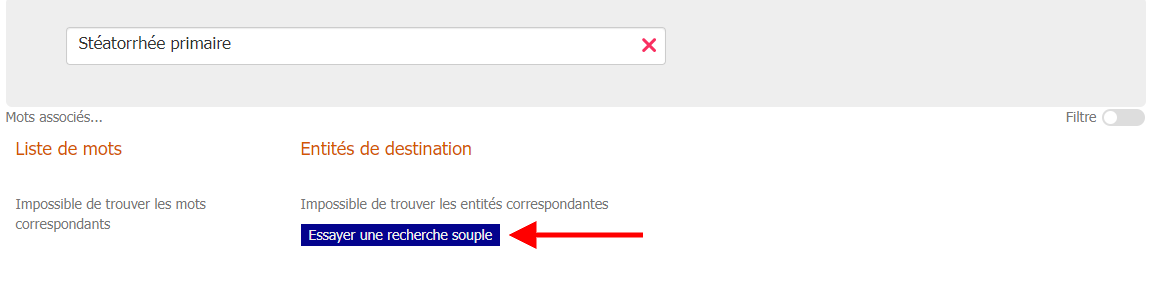 Stéatorrhée primaire
Mots associés...
Filtre
Liste de mots
Entités de destination
Impossible de trouver les mots
correspondants
Impossible de trouver les entités correspondantes
Essayer une recherche souple